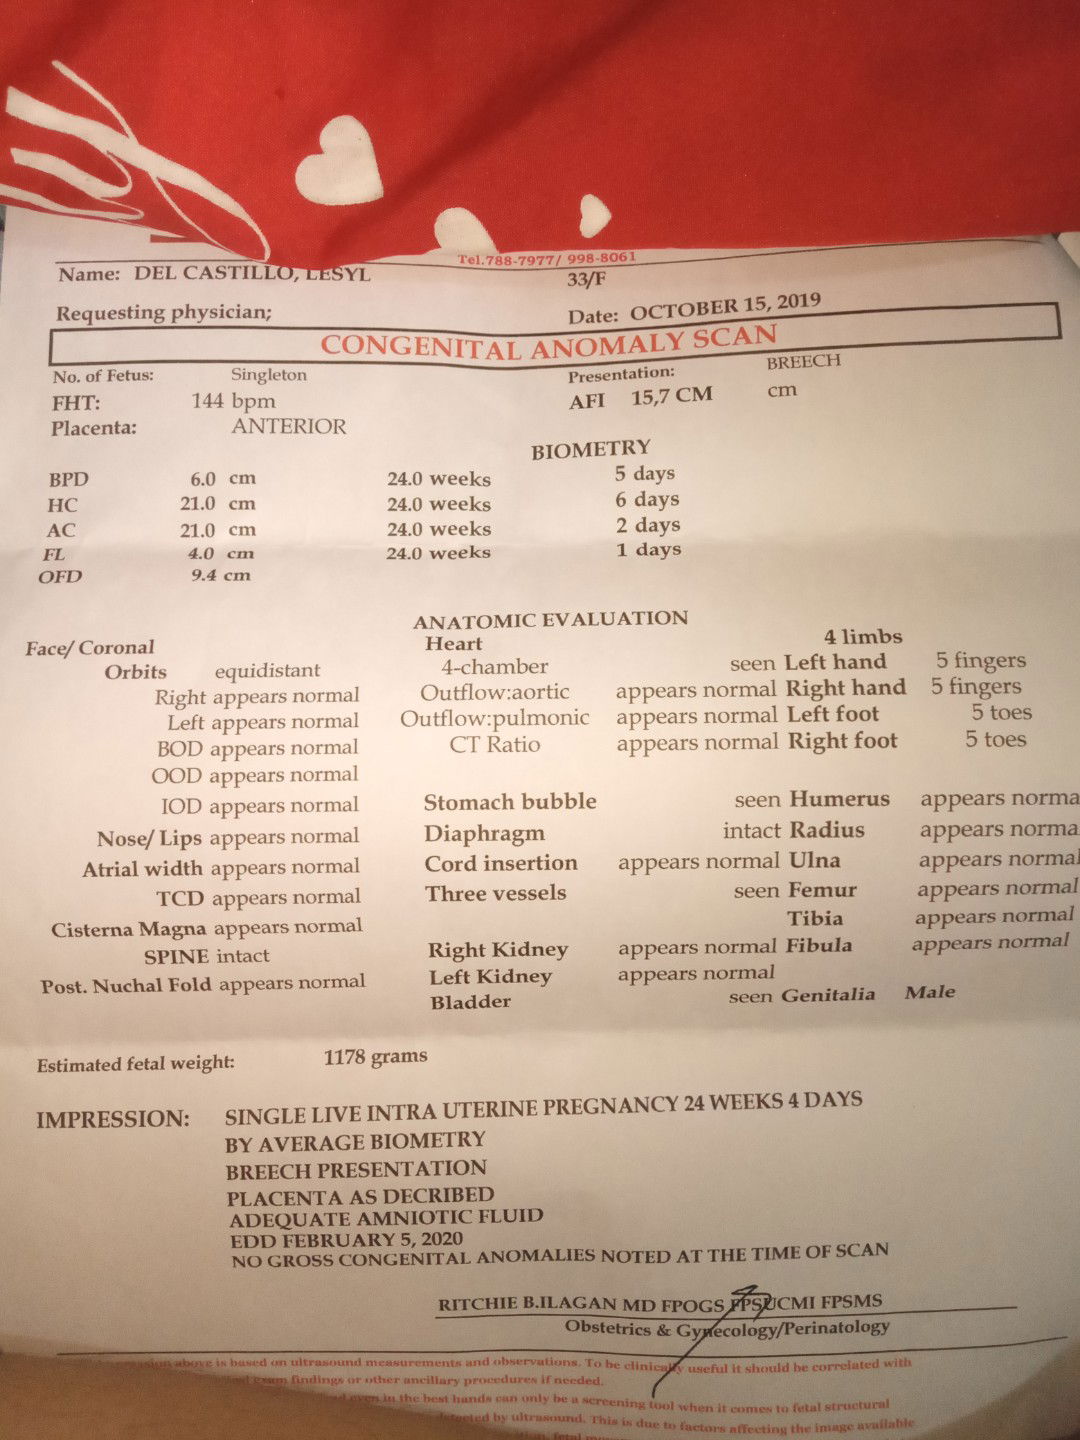 Tel.788-7977/ 998-8061
Name: DEL CASTILLO, LESYL 33/F
Requesting physician; Date: OCTOBER 15, 2019
CONGENITAL ANOMALY SCAN
No. of Fetus: Singleton Presentation: BREECH
FHT: 144 bpm AFI 15,7 CM cm
Placenta: ANTERIOR
BIOMETRY
BPD 6.0 cm 24.0 weeks 5 days
HC 21.0 cm 24.0 weeks 6 days
AC 21.0 cm 24.0 weeks 2 days
FL 4.0 cm 24.0 weeks 1 days
OFD 9.4 cm
ANATOMIC EVALUATION
Face/ Coronal Heart 4 limbs
Orbits equidistant 4-chamber seen Left hand 5 fingers
Right appears normal Outflow:aortic appears normal Right hand 5 fingers
Left appears normal Outflow:pulmonic appears normal Left foot 5 toes
BOD appears normal CT Ratio appears normal Right foot 5 toes
OOD appears normal
IOD appears normal Stomach bubble seen Humerus appears norma
Nose/ Lips appears normal Diaphragm intact Radius appears norma
Atrial width appears normal Cord insertion appears normal Ulna appears normal
TCD appears normal Three vessels seen Femur appears normal
Cisterna Magna appears normal Tibia appears normal
SPINE intact Right Kidney appears normal Fibula appears normal
Post. Nuchal Fold appears normal Left Kidney appears normal
Bladder seen Genitalia Male
Estimated fetal weight: 1178 grams
IMPRESSION: SINGLE LIVE INTRA UTERINE PREGNANCY 24 WEEKS 4 DAYS
BY AVERAGE BIOMETRY
BREECH PRESENTATION
PLACENTA AS DECRIBED
ADEQUATE AMNIOTIC FLUID
EDD FEBRUARY 5, 2020
NO GROSS CONGENITAL ANOMALIES NOTED AT THE TIME OF SCAN
RITCHIE B.ILAGAN MD FPOGS FPSUCMI FPSMS
Obstetrics & Gynecology/Perinatology
above is based on ultrasound measurements and observations. To be clinically useful it should be correlated with
exam findings or other ancillary procedures if needed.
even in the best hands can only be a screening tool when it comes to fetal structural
detected by ultrasound. This is due to factors affecting the image available
fetal